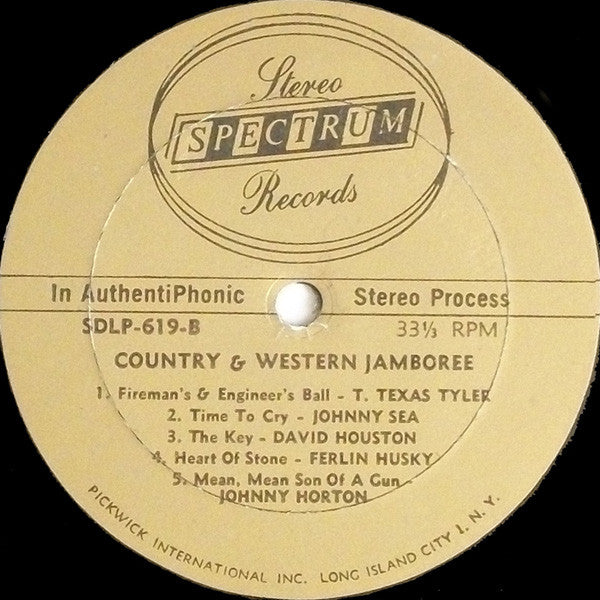 Stereo
SPECTRUM
Records
In AuthentiPhonic Stereo Process
SDLP-619-B 33⅓ RPM
COUNTRY & WESTERN JAMBOREE
1. Fireman's & Engineer's Ball - T. TEXAS TYLER
2. Time To Cry - JOHNNY SEA
3. The Key - DAVID HOUSTON
4. Heart Of Stone - FERLIN HUSKY
5. Mean, Mean Son Of A Gun -
JOHNNY HORTON
PICKWICK INTERNATIONAL INC. LONG ISLAND CITY 1. N. Y.